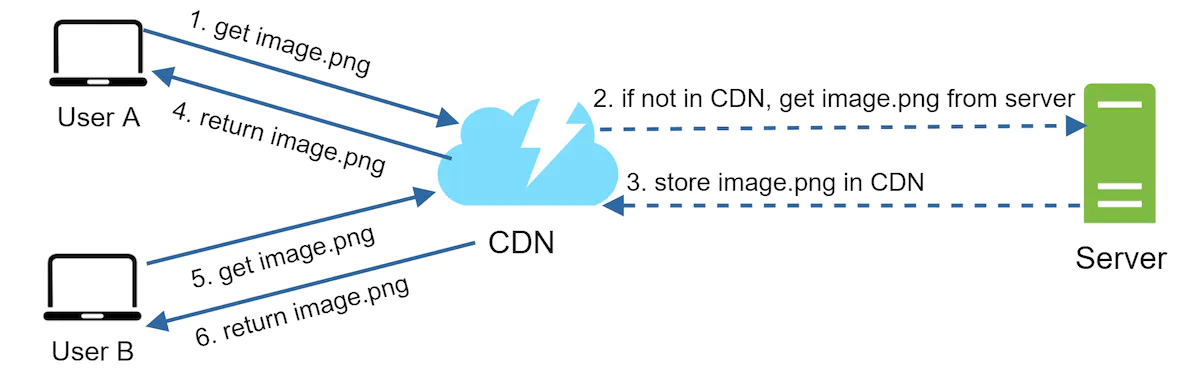 1. get image.png
User A
4. return image.png
2. if not in CDN, get image.png from server
3. store image.png in CDN
CDN
Server
5. get image.png
6. return image.png
User B